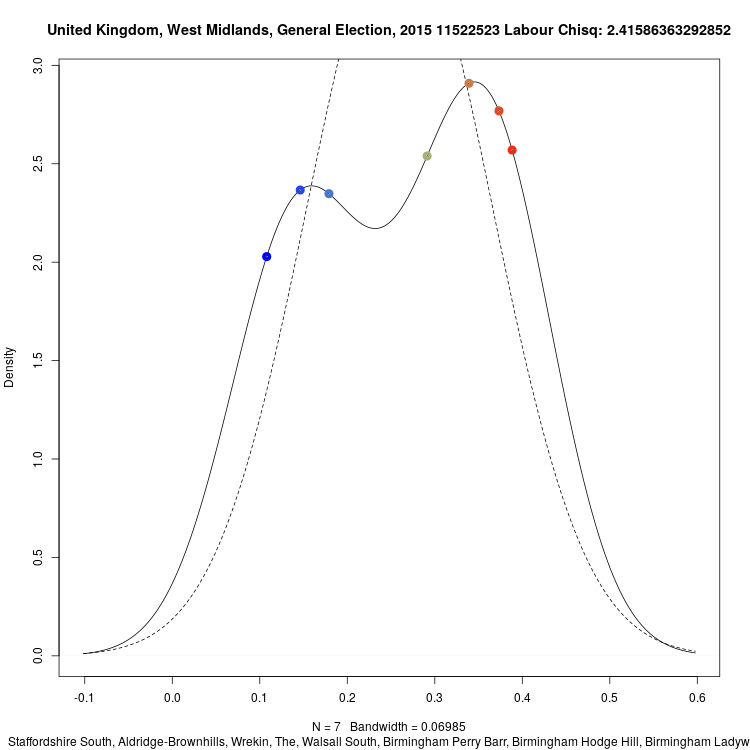 United Kingdom, West Midlands, General Election, 2015 11522523 Labour Chisq: 2.41586363292852
3.0
2.5
2.0
1.5
1.0
0.5
0.0
Density
-0.1 0.0 0.1 0.2 0.3 0.4 0.5 0.6
N = 7 Bandwidth = 0.06985
Staffordshire South, Aldridge-Brownhills, Wrekin, The, Walsall South, Birmingham Perry Barr, Birmingham Hodge Hill, Birmingham Ladyw